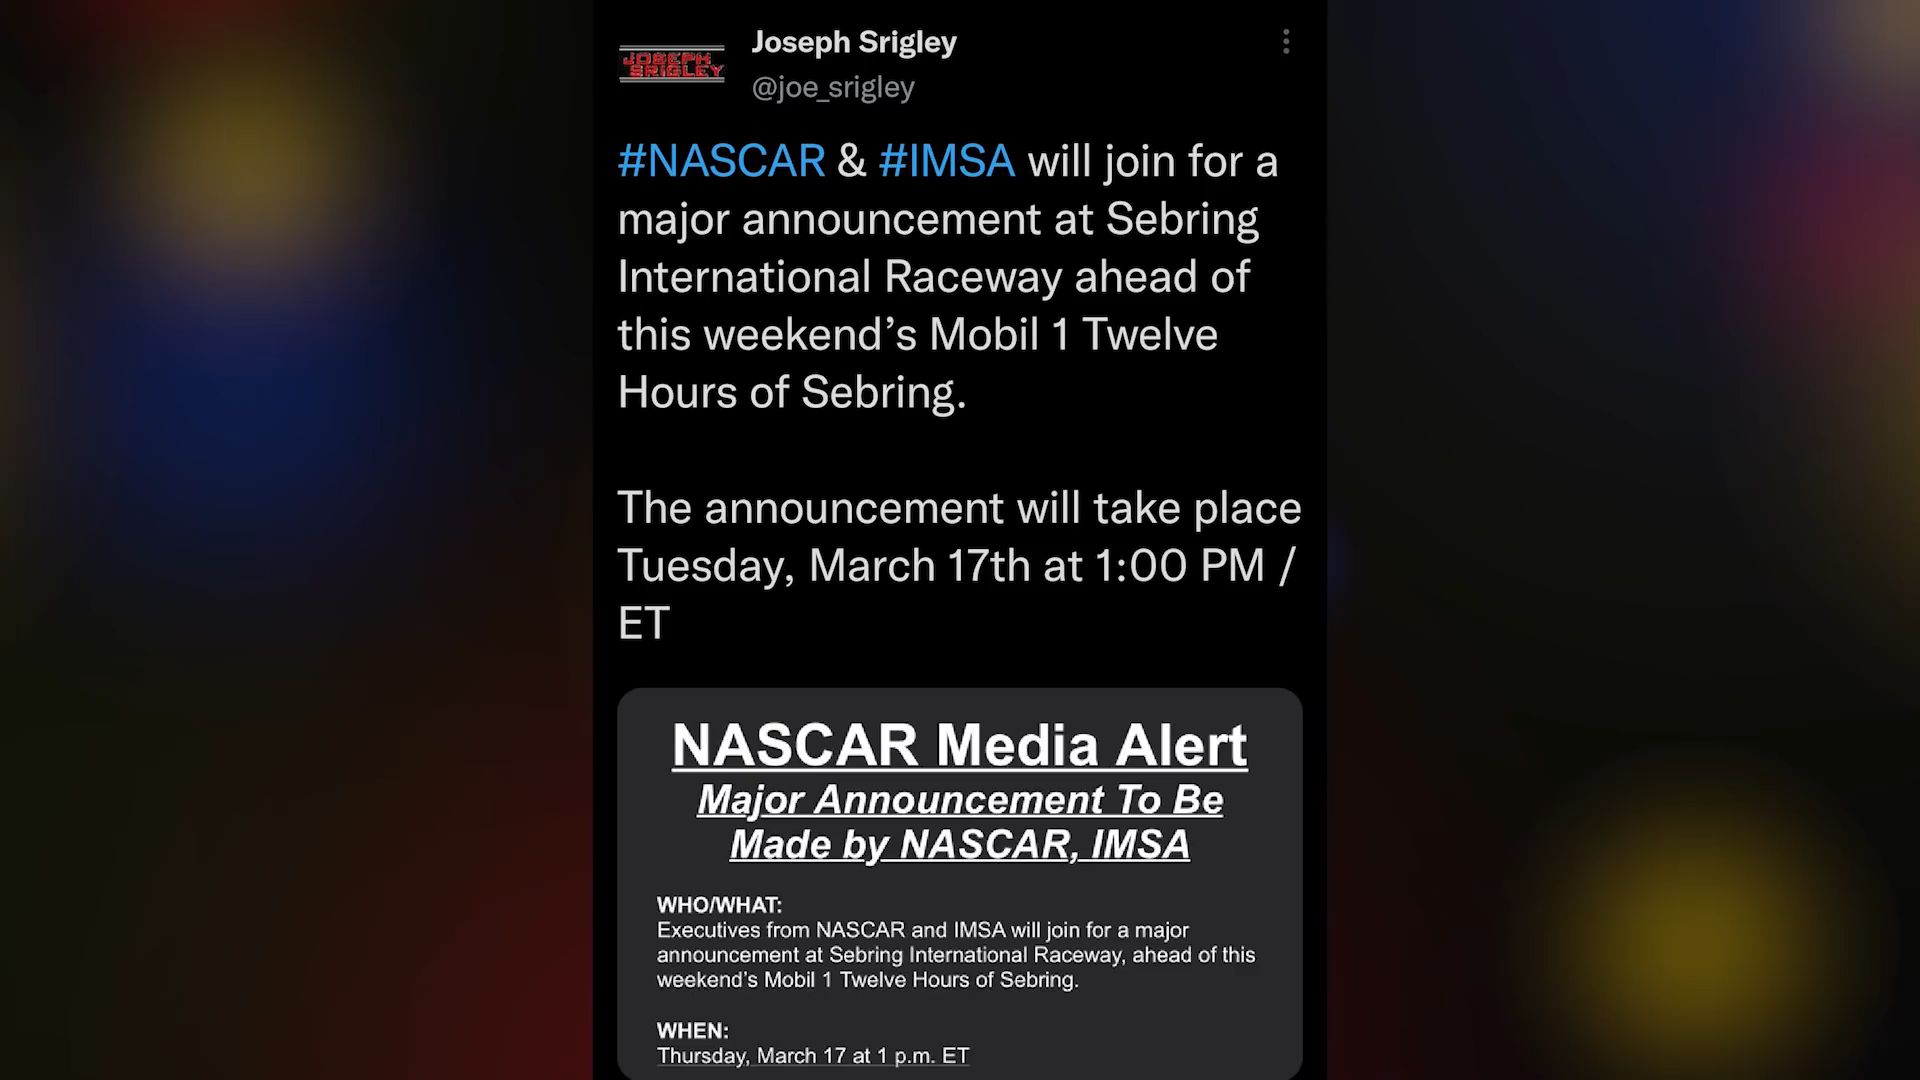 JOSEPH
SRIGLEY
Joseph Srigley
@joe_srigley
#NASCAR & #IMSA will join for a
major announcement at Sebring
International Raceway ahead of
this weekend’s Mobil 1 Twelve
Hours of Sebring.
The announcement will take place
Tuesday, March 17th at 1:00 PM /
ET
NASCAR Media Alert
Major Announcement To Be
Made by NASCAR, IMSA
WHO/WHAT:
Executives from NASCAR and IMSA will join for a major
announcement at Sebring International Raceway, ahead of this
weekend's Mobil 1 Twelve Hours of Sebring.
WHEN:
Thursday, March 17 at 1 p.m. ET